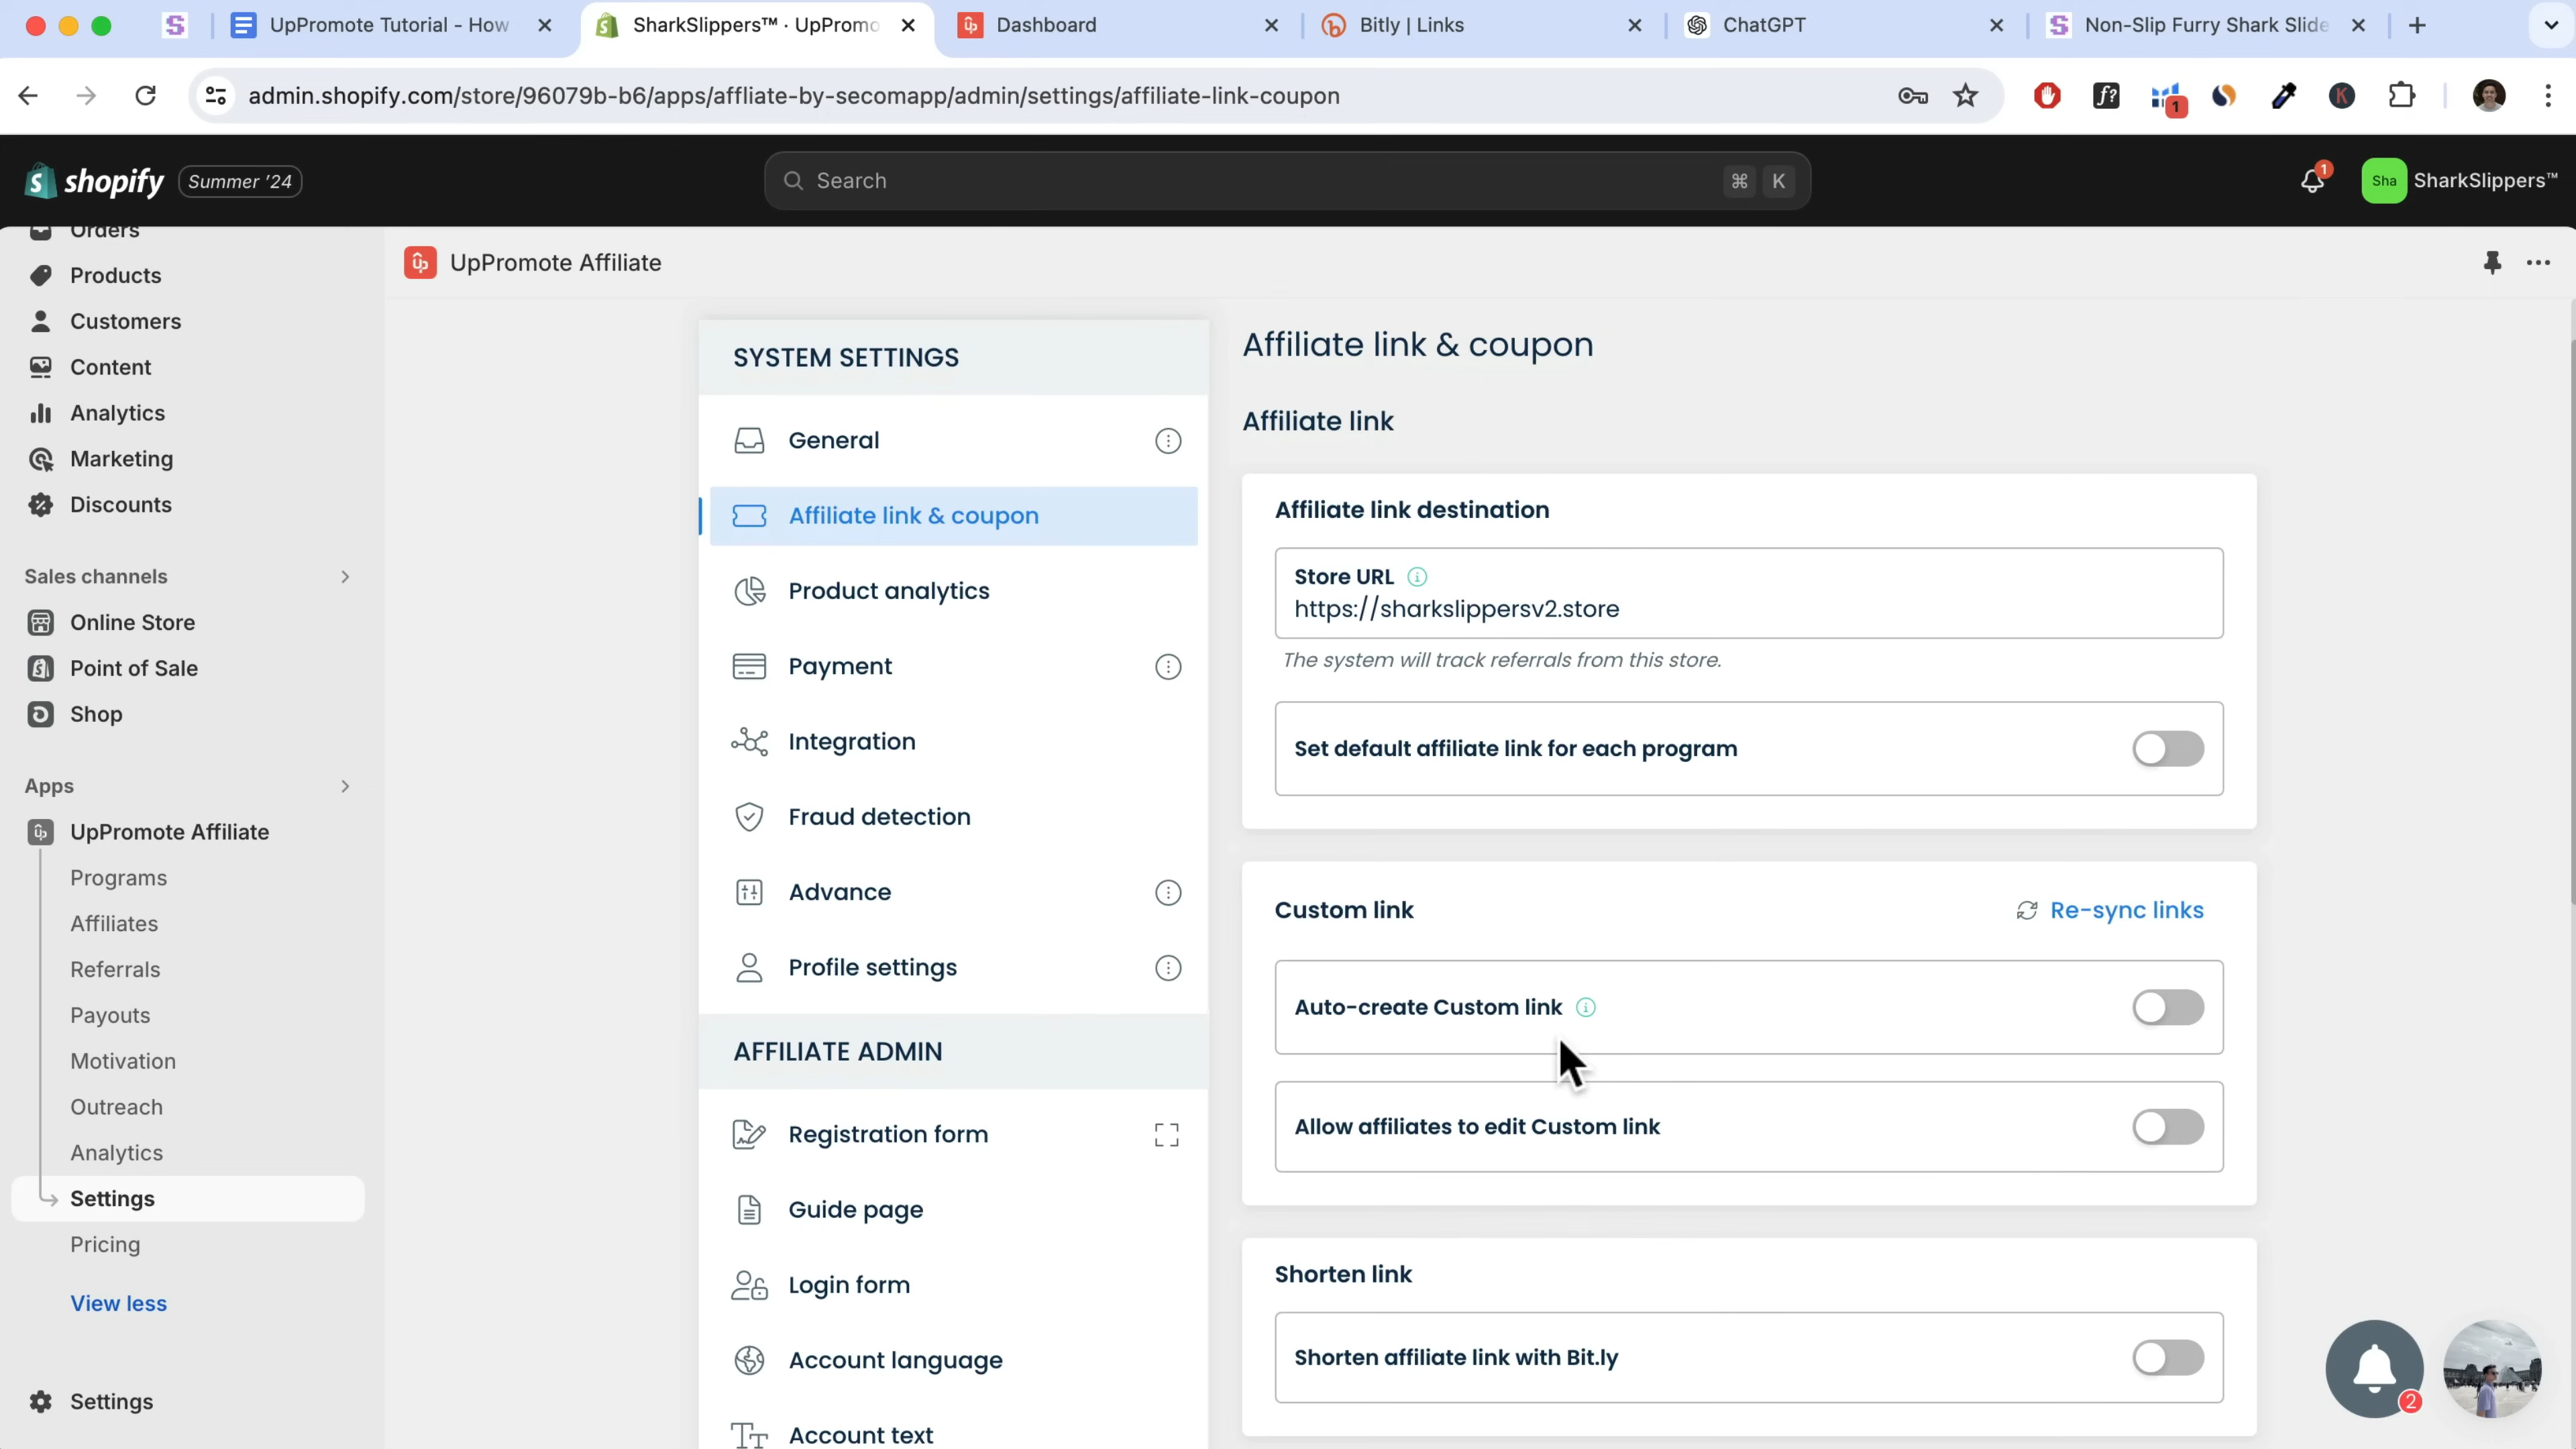 UpPromote Tutorial - How
SharkSlippers™ · UpPromo
Dashboard
Bitly | Links
ChatGPT
Non-Slip Furry Shark Slide
admin.shopify.com/store/96079b-b6/apps/affliate-by-secomapp/admin/settings/affiliate-link-coupon
f?
1
K
shopify
Summer '24
Search
⌘ K
1
Sha
SharkSlippers™
Orders
Products
Customers
Content
Analytics
Marketing
Discounts
Sales channels
Online Store
Point of Sale
Shop
Apps
UpPromote Affiliate
Programs
Affiliates
Referrals
Payouts
Motivation
Outreach
Analytics
Settings
Pricing
View less
Settings
UpPromote Affiliate
SYSTEM SETTINGS
General
Affiliate link & coupon
Product analytics
Payment
Integration
Fraud detection
Advance
Profile settings
AFFILIATE ADMIN
Registration form
Guide page
Login form
Account language
Account text
Affiliate link & coupon
Affiliate link
Affiliate link destination
Store URL
https://sharkslippersv2.store
The system will track referrals from this store.
Set default affiliate link for each program
Custom link
Re-sync links
Auto-create Custom link
Allow affiliates to edit Custom link
Shorten link
Shorten affiliate link with Bit.ly
2